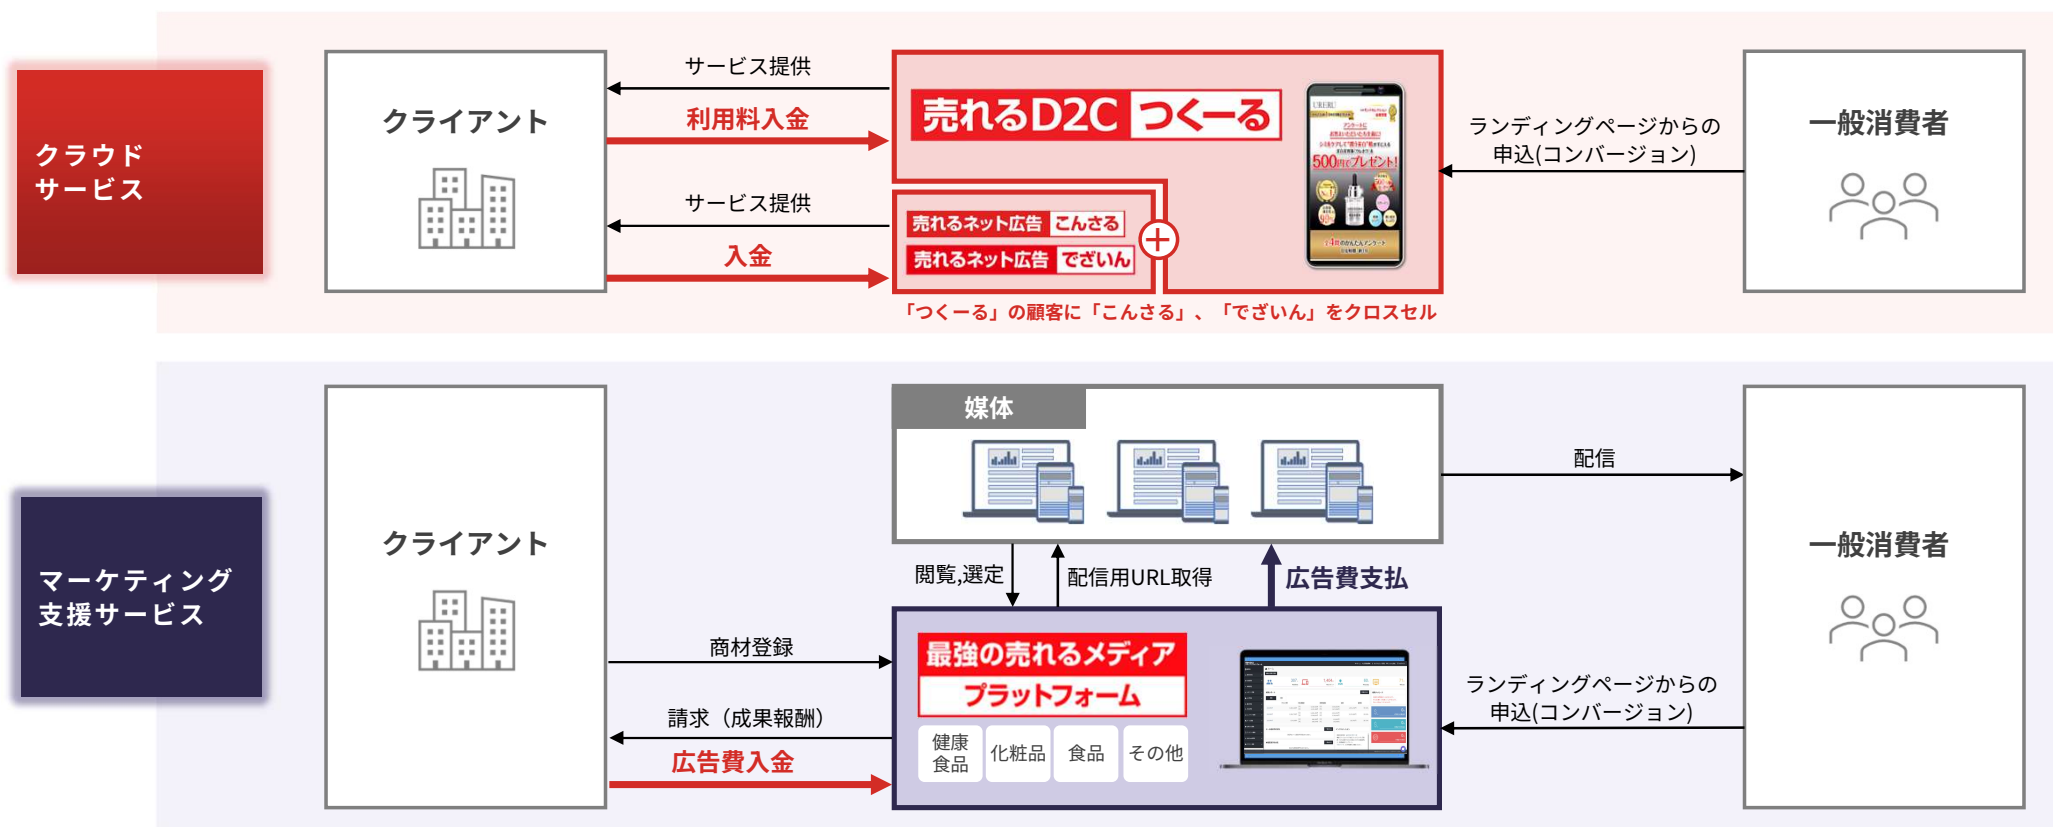 クラウド
サービス
クライアント
サービス提供
利用料入金
サービス提供
入金
売れるD2C つくーる
売れるネット広告 こんさる
売れるネット広告 でざいん
「つくーる」の顧客に「こんさる」、「でざいん」をクロスセル
500円でプレゼント!
ランディングページからの
申込(コンバージョン)
一般消費者
マーケティング
支援サービス
クライアント
商材登録
請求（成果報酬）
広告費入金
媒体
閲覧,選定
配信用URL取得
広告費支払
最強の売れるメディア
プラットフォーム
健康
食品
化粧品
食品
その他
配信
ランディングページからの
申込(コンバージョン)
一般消費者